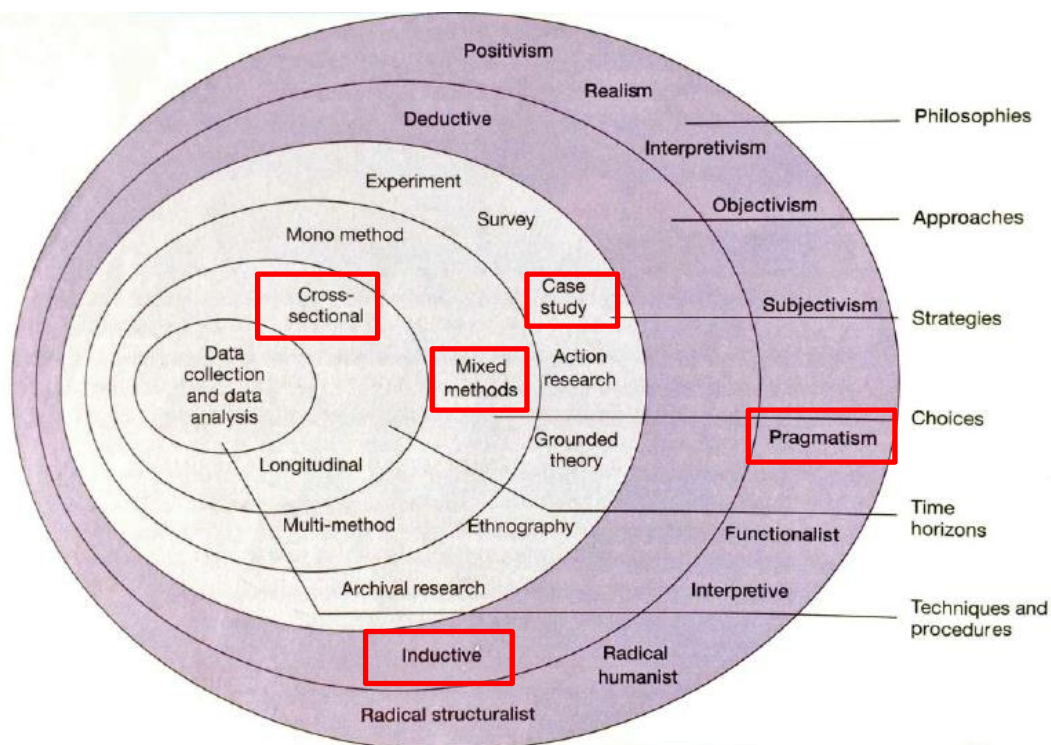 Positivism
Realism
Philosophies
Deductive
Interpretivism
Experiment
Objectivism
Survey
Approaches
Mono method
Case
study
Cross-
sectional
Subjectivism
Strategies
Data
collection
and data
analysis
Mixed
methods
Action
research
Choices
Pragmatism
Grounded
theory
Longitudinal
Time
horizons
Multi-method
Ethnography
Functionalist
Archival research
Interpretive
Techniques and
procedures
Inductive
Radical
humanist
Radical structuralist